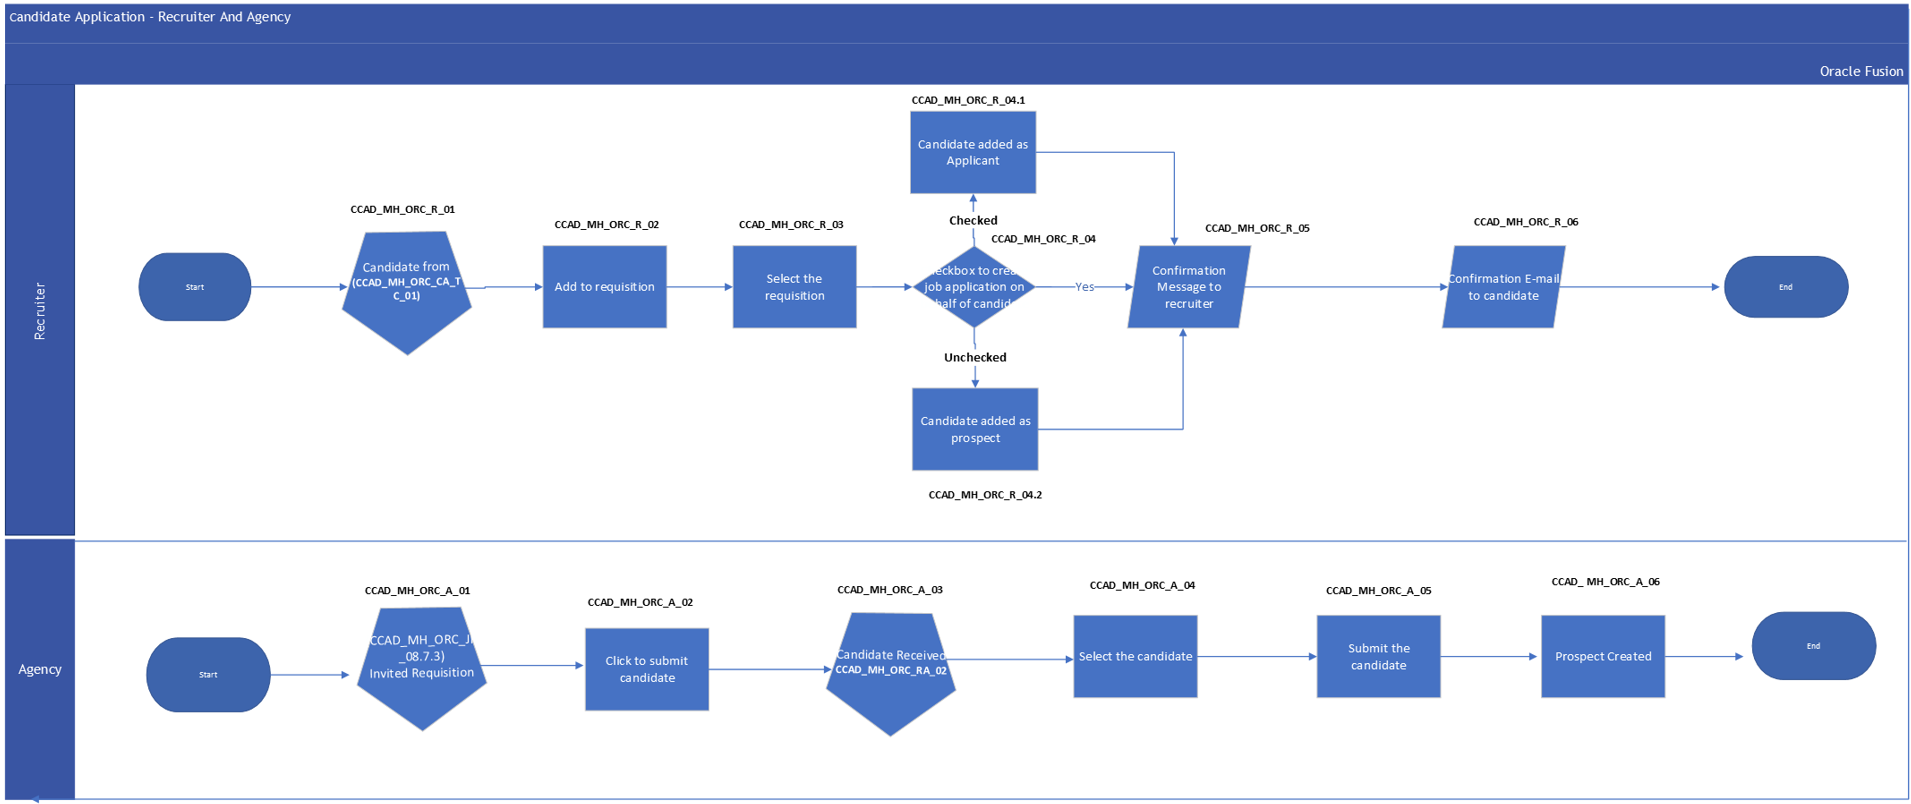 Candidate Application - Recruiter And Agency
Oracle Fusion
Recruiter
Start
CCAD_MH_ORC_R_01
Candidate from
(CCAD_MH_ORC_CA_T
C_01)
CCAD_MH_ORC_R_02
Add to requisition
CCAD_MH_ORC_R_03
Select the
requisition
CCAD_MH_ORC_R_04.1
Candidate added as
Applicant
Checked
CCAD_MH_ORC_R_04
job application on
Yes
Unchecked
Candidate added as
prospect
CCAD_MH_ORC_R_04.2
CCAD_MH_ORC_R_05
Confirmation
Message to
recruiter
CCAD_MH_ORC_R_06
Confirmation E-mail
to candidate
End
Agency
Start
CCAD_MH_ORC_A_01
_08.7.3)
Invited Requisition
CCAD_MH_ORC_A_02
Click to submit
candidate
CCAD_MH_ORC_A_03
Candidate Received
CCAD_MH_ORC_RA_02
CCAD_MH_ORC_A_04
Select the candidate
CCAD_MH_ORC_A_05
Submit the
candidate
CCAD_ MH_ORC_A_06
Prospect Created
End